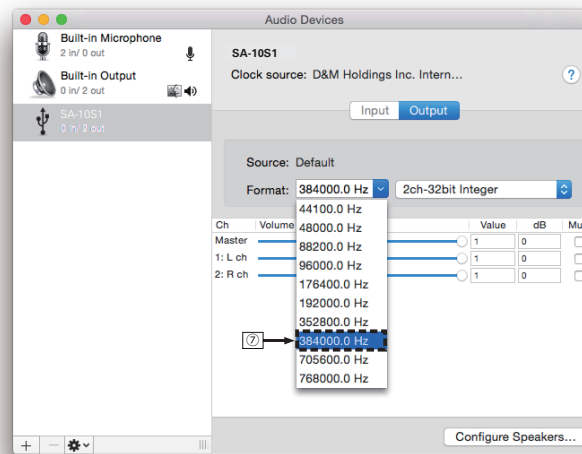 Audio Devices
Built-in Microphone
2 in/ 0 out
Built-in Output
0 in/ 2 out
SA-10S1
0 in/ 2 out
SA-10S1
Clock source: D&M Holdings Inc. Intern...
?
Input
Output
Source: Default
Format: 384000.0 Hz 2ch-32bit Integer
44100.0 Hz
48000.0 Hz
88200.0 Hz
96000.0 Hz
176400.0 Hz
192000.0 Hz
352800.0 Hz
⑦ 384000.0 Hz
705600.0 Hz
768000.0 Hz
Ch Volume Value dB Mu
Master 1 0
1: L ch 1 0
2: R ch 1 0
Configure Speakers...